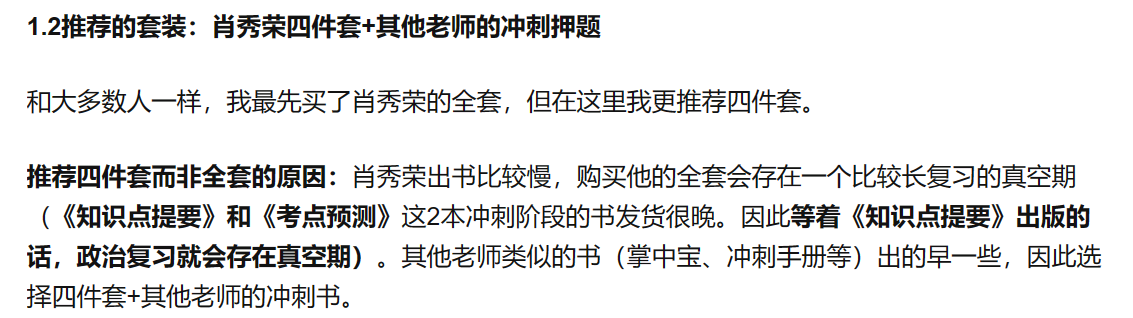 1.2推荐的套装：肖秀荣四件套+其他老师的冲刺押题
和大多数人一样，我最先买了肖秀荣的全套，但在这里我更推荐四件套。
推荐四件套而非全套的原因：肖秀荣出书比较慢，购买他的全套会存在一个比较长复习的真空期
（《知识点提要》和《考点预测》这2本冲刺阶段的书发货很晚。因此等着《知识点提要》出版的
话，政治复习就会存在真空期）。其他老师类似的书（掌中宝、冲刺手册等）出的早一些，因此选
择四件套+其他老师的冲刺书。